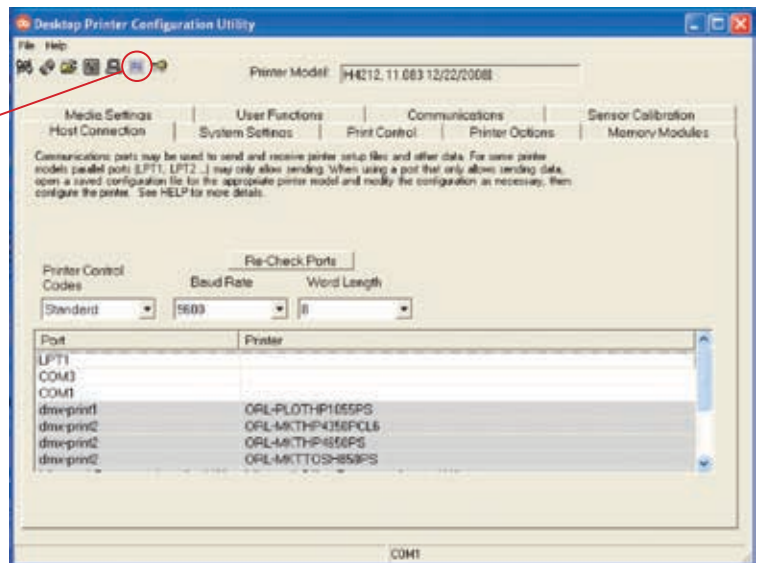 Desktop Printer Configuration Utility
File Help
Printer Model: H4212, 11.083 12/22/2008
Media Settings User Functions Communications Sensor Calibration
Host Connection System Settings Print Control Printer Options Memory Modules
Communications ports may be used to send and receive printer setup files and other data. For some printer
models parallel ports (LPT1, LPT2...) may only allow sending. When using a port that only allows sending data,
open a saved configuration file for the appropriate printer model and modify the configuration as necessary, then
configure the printer. See HELP for more details.
Re-Check Ports
Printer Control
Codes Baud Rate Word Length
Standard 9600 8
Port Printer
LPT1
COM3
COM1
dmx-print1 ORL-PLOTHP1055PS
dmx-print2 ORL-MKTHP4350PCL6
dmx-print2 ORL-MKTHP4650PS
dmx-print2 ORL-MKTTOSH850PS
COM1